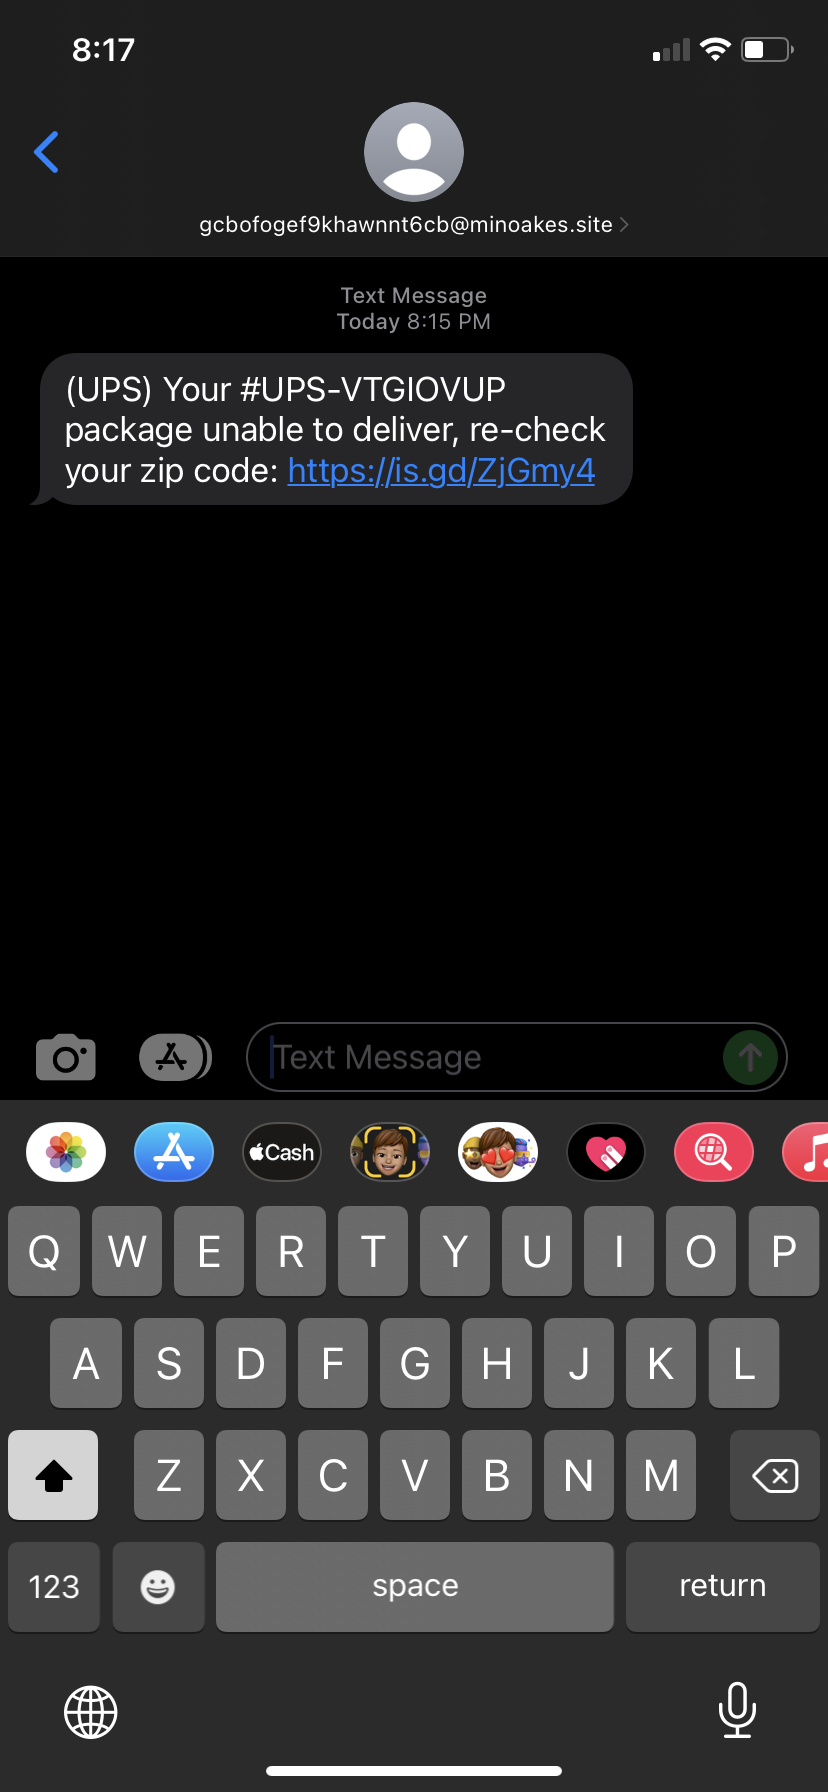 8:17
gcbofogef9khawnnt6cb@minoakes.site
Text Message
Today 8:15 PM
(UPS) Your #UPS-VTGIOVUP
package unable to deliver, re-check
your zip code: https://is.gd/ZjGmy4
Text Message
Cash
Q W E R T Y U I O P
A S D F G H J K L
Z X C V B N M
123 space return